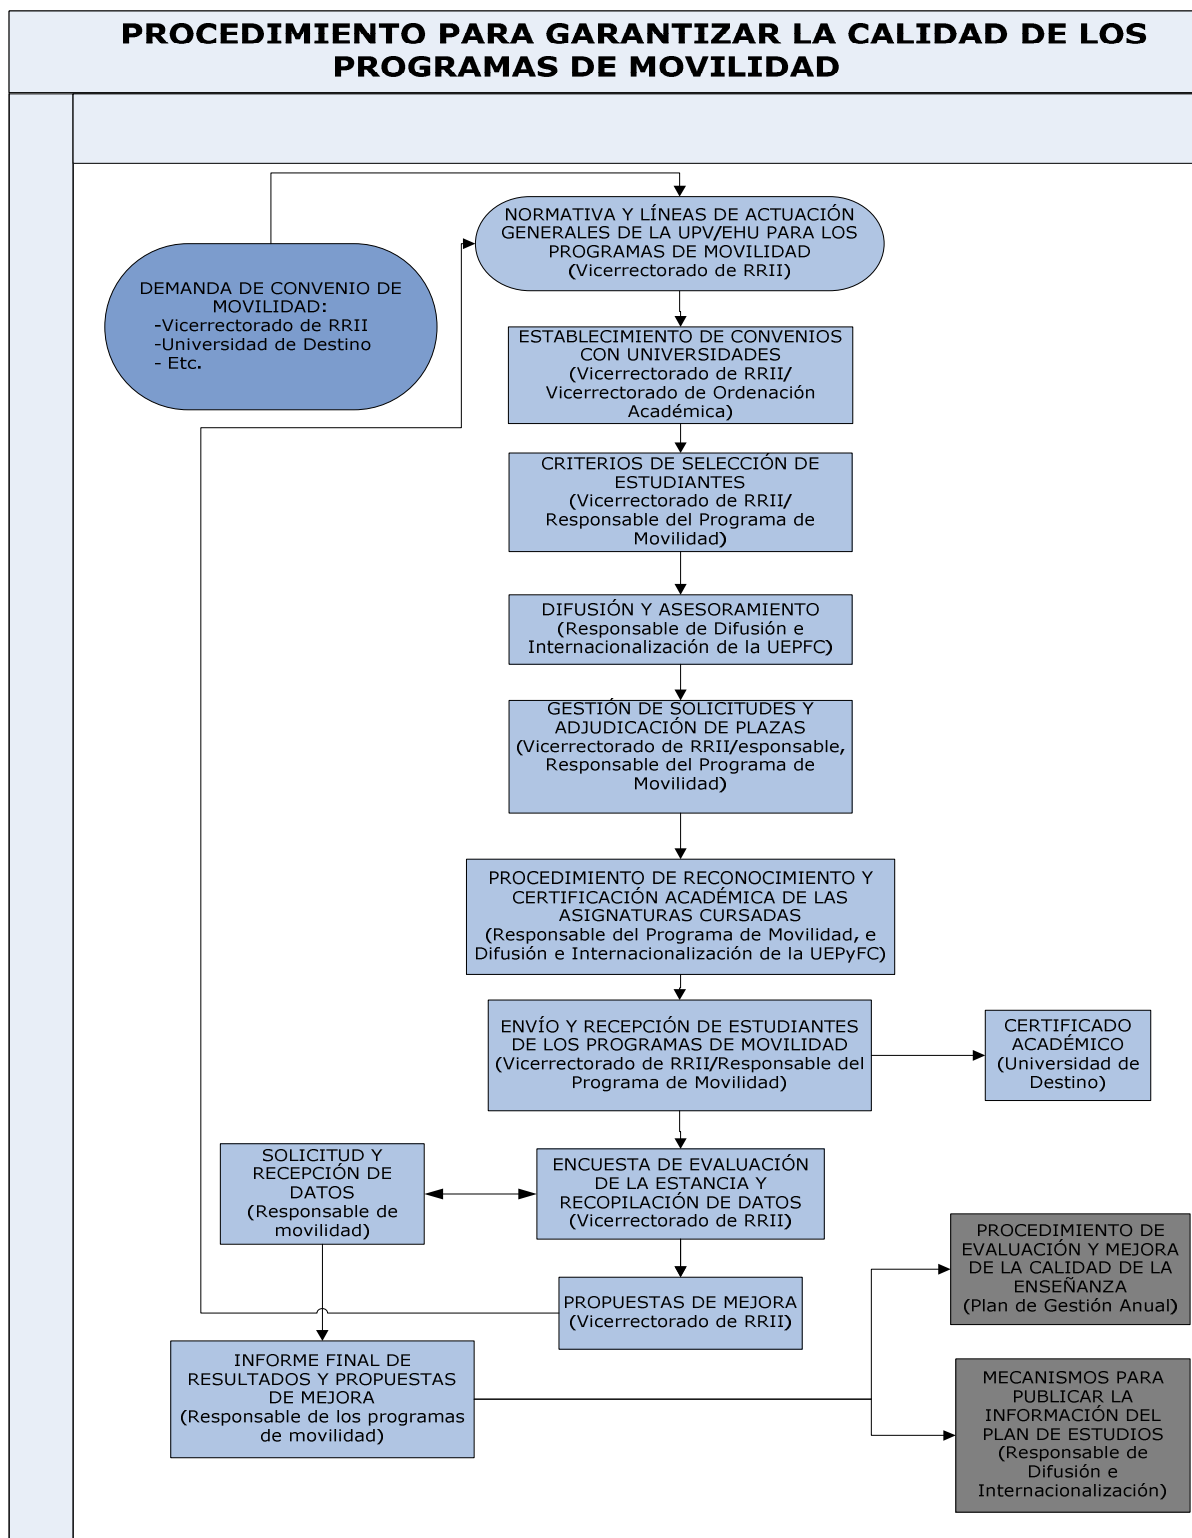 PROCEDIMIENTO PARA GARANTIZAR LA CALIDAD DE LOS
PROGRAMAS DE MOVILIDAD
NORMATIVA Y LÍNEAS DE ACTUACIÓN
GENERALES DE LA UPV/EHU PARA LOS
PROGRAMAS DE MOVILIDAD
(Vicerrectorado de RRII)
DEMANDA DE CONVENIO DE
MOVILIDAD:
-Vicerrectorado de RRII
-Universidad de Destino
- Etc.
ESTABLECIMIENTO DE CONVENIOS
CON UNIVERSIDADES
(Vicerrectorado de RRII/
Vicerrectorado de Ordenación
Académica)
CRITERIOS DE SELECCIÓN DE
ESTUDIANTES
(Vicerrectorado de RRII/
Responsable del Programa de
Movilidad)
DIFUSIÓN Y ASESORAMIENTO
(Responsable de Difusión e
Internacionalización de la UEPFC)
GESTIÓN DE SOLICITUDES Y
ADJUDICACIÓN DE PLAZAS
(Vicerrectorado de RRII/esponsable,
Responsable del Programa de
Movilidad)
PROCEDIMIENTO DE RECONOCIMIENTO Y
CERTIFICACIÓN ACADÉMICA DE LAS
ASIGNATURAS CURSADAS
(Responsable del Programa de Movilidad, e
Difusión e Internacionalización de la UEPyFC)
ENVÍO Y RECEPCIÓN DE ESTUDIANTES
DE LOS PROGRAMAS DE MOVILIDAD
(Vicerrectorado de RRII/Responsable del
Programa de Movilidad)
CERTIFICADO
ACADÉMICO
(Universidad de
Destino)
SOLICITUD Y
RECEPCIÓN DE
DATOS
(Responsable de
movilidad)
ENCUESTA DE EVALUACIÓN
DE LA ESTANCIA Y
RECOPILACIÓN DE DATOS
(Vicerrectorado de RRII)
PROCEDIMIENTO DE
EVALUACIÓN Y MEJORA
DE LA CALIDAD DE LA
ENSEÑANZA
(Plan de Gestión Anual)
PROPUESTAS DE MEJORA
(Vicerrectorado de RRII)
INFORME FINAL DE
RESULTADOS Y PROPUESTAS
DE MEJORA
(Responsable de los programas
de movilidad)
MECANISMOS PARA
PUBLICAR LA
INFORMACIÓN DEL
PLAN DE ESTUDIOS
(Responsable de
Difusión e
Internacionalización)